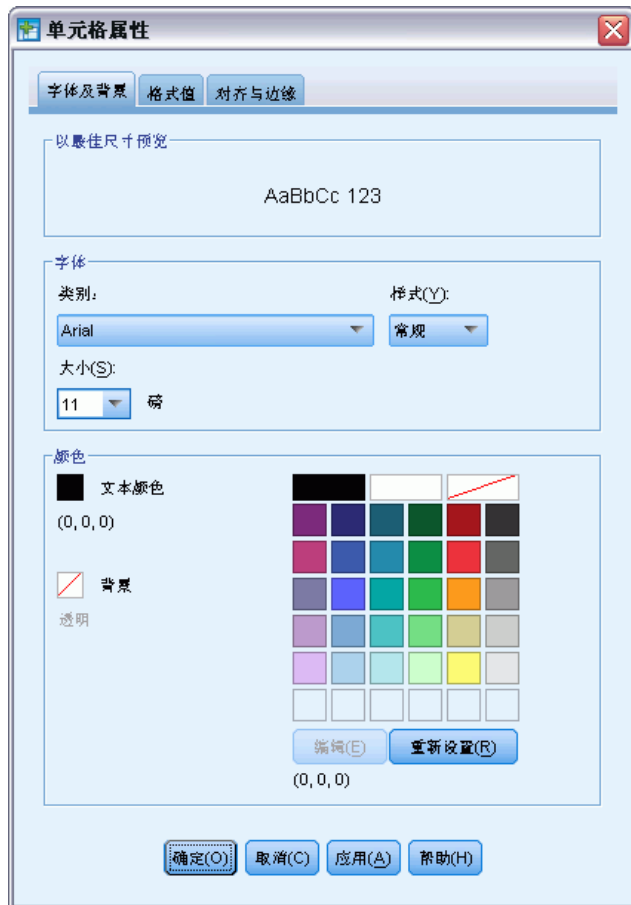 单元格属性
字体及背景 格式值 对齐与边缘
以最佳尺寸预览
AaBbCc 123
字体
类别: 样式(Y):
Arial 常规
大小(S):
11 磅
颜色
文本颜色
(0, 0, 0)
背景
透明
编辑(E) 重新设置(R)
(0, 0, 0)
确定(O) 取消(C) 应用(A) 帮助(H)